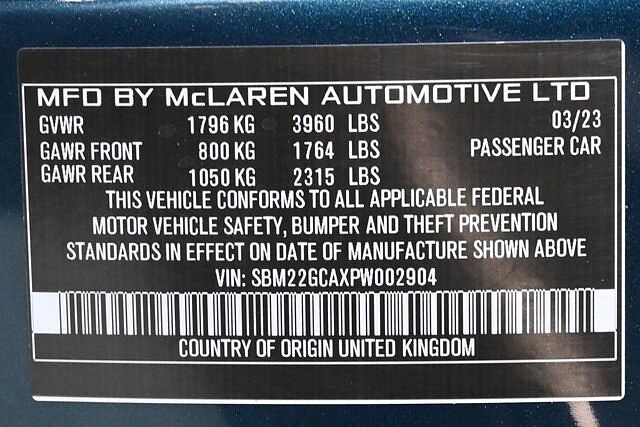 MFD BY McLAREN AUTOMOTIVE LTD
GVWR 1796 KG 3960 LBS 03/23
GAWR FRONT 800 KG 1764 LBS PASSENGER CAR
GAWR REAR 1050 KG 2315 LBS
THIS VEHICLE CONFORMS TO ALL APPLICABLE FEDERAL
MOTOR VEHICLE SAFETY, BUMPER AND THEFT PREVENTION
STANDARDS IN EFFECT ON DATE OF MANUFACTURE SHOWN ABOVE
VIN: SBM22GCAXPW002904
COUNTRY OF ORIGIN UNITED KINGDOM